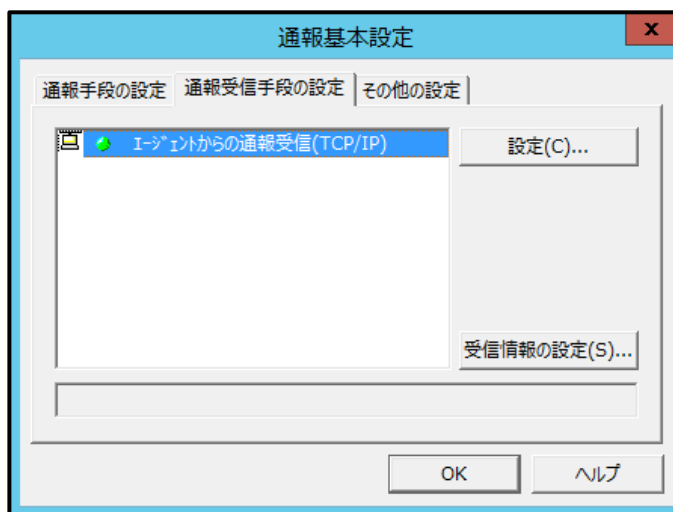 通報基本設定
x
通報手段の設定 通報受信手段の設定 その他の設定
ｴｰｼﾞｪﾝﾄからの通報受信(TCP/IP) 設定(C)...
受信情報の設定(S)...
OK ヘルプ